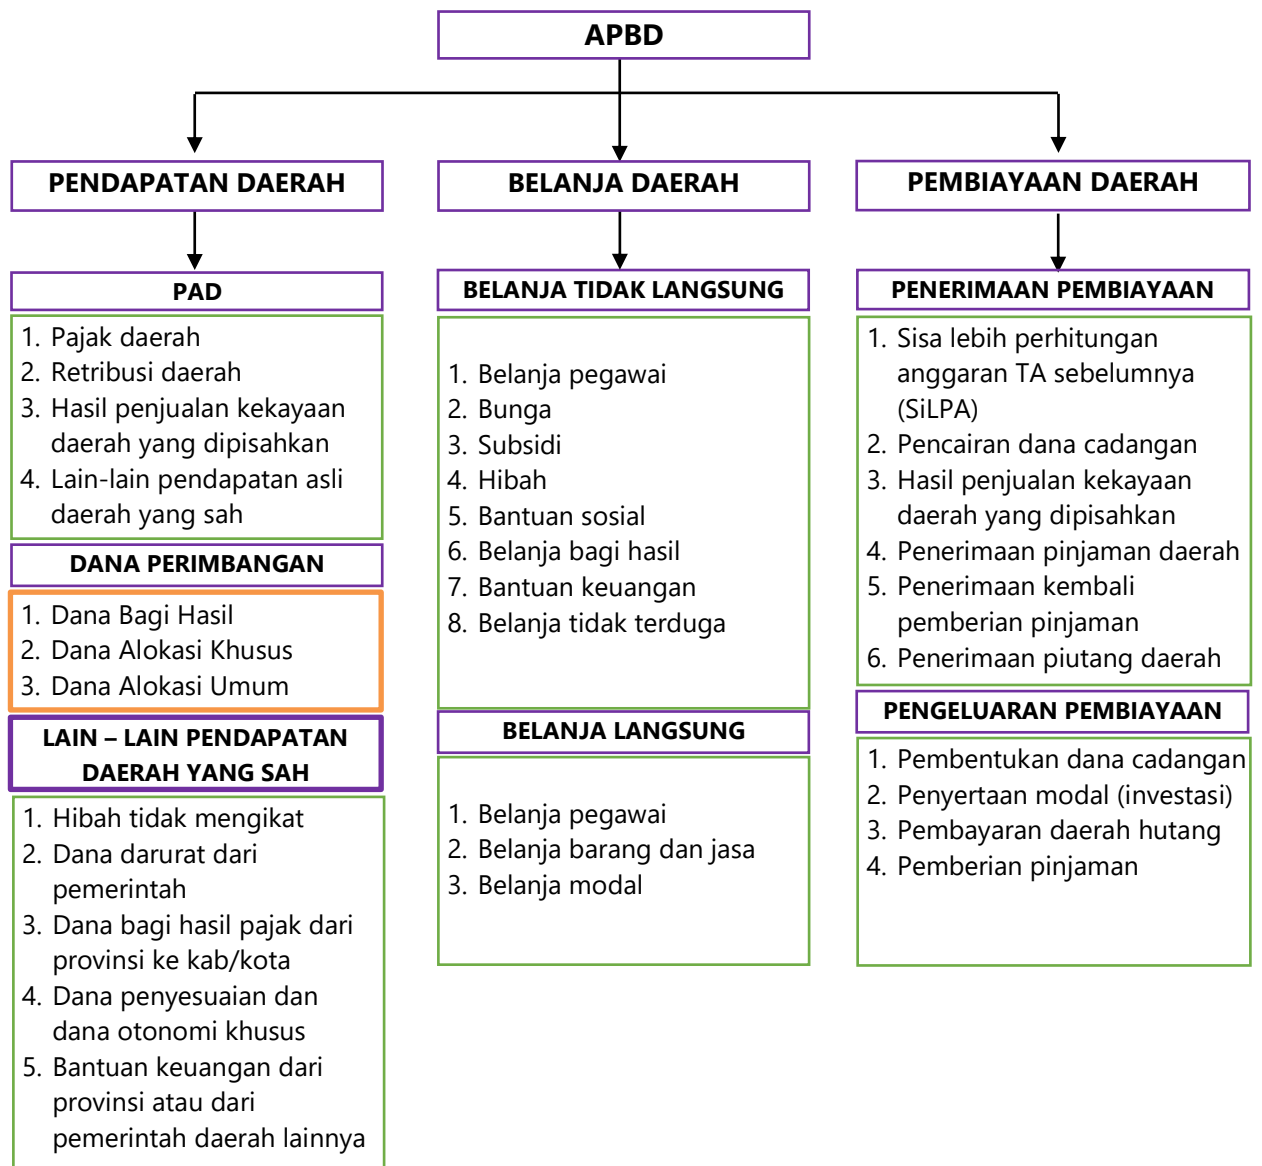 APBD
PENDAPATAN DAERAH
PAD
1. Pajak daerah
2. Retribusi daerah
3. Hasil penjualan kekayaan
daerah yang dipisahkan
4. Lain-lain pendapatan asli
daerah yang sah
DANA PERIMBANGAN
1. Dana Bagi Hasil
2. Dana Alokasi Khusus
3. Dana Alokasi Umum
LAIN – LAIN PENDAPATAN
DAERAH YANG SAH
1. Hibah tidak mengikat
2. Dana darurat dari
pemerintah
3. Dana bagi hasil pajak dari
provinsi ke kab/kota
4. Dana penyesuaian dan
dana otonomi khusus
5. Bantuan keuangan dari
provinsi atau dari
pemerintah daerah lainnya
BELANJA DAERAH
BELANJA TIDAK LANGSUNG
1. Belanja pegawai
2. Bunga
3. Subsidi
4. Hibah
5. Bantuan sosial
6. Belanja bagi hasil
7. Bantuan keuangan
8. Belanja tidak terduga
BELANJA LANGSUNG
1. Belanja pegawai
2. Belanja barang dan jasa
3. Belanja modal
PEMBIAYAAN DAERAH
PENERIMAAN PEMBIAYAAN
1. Sisa lebih perhitungan
anggaran TA sebelumnya
(SiLPA)
2. Pencairan dana cadangan
3. Hasil penjualan kekayaan
daerah yang dipisahkan
4. Penerimaan pinjaman daerah
5. Penerimaan kembali
pemberian pinjaman
6. Penerimaan piutang daerah
PENGELUARAN PEMBIAYAAN
1. Pembentukan dana cadangan
2. Penyertaan modal (investasi)
3. Pembayaran daerah hutang
4. Pemberian pinjaman